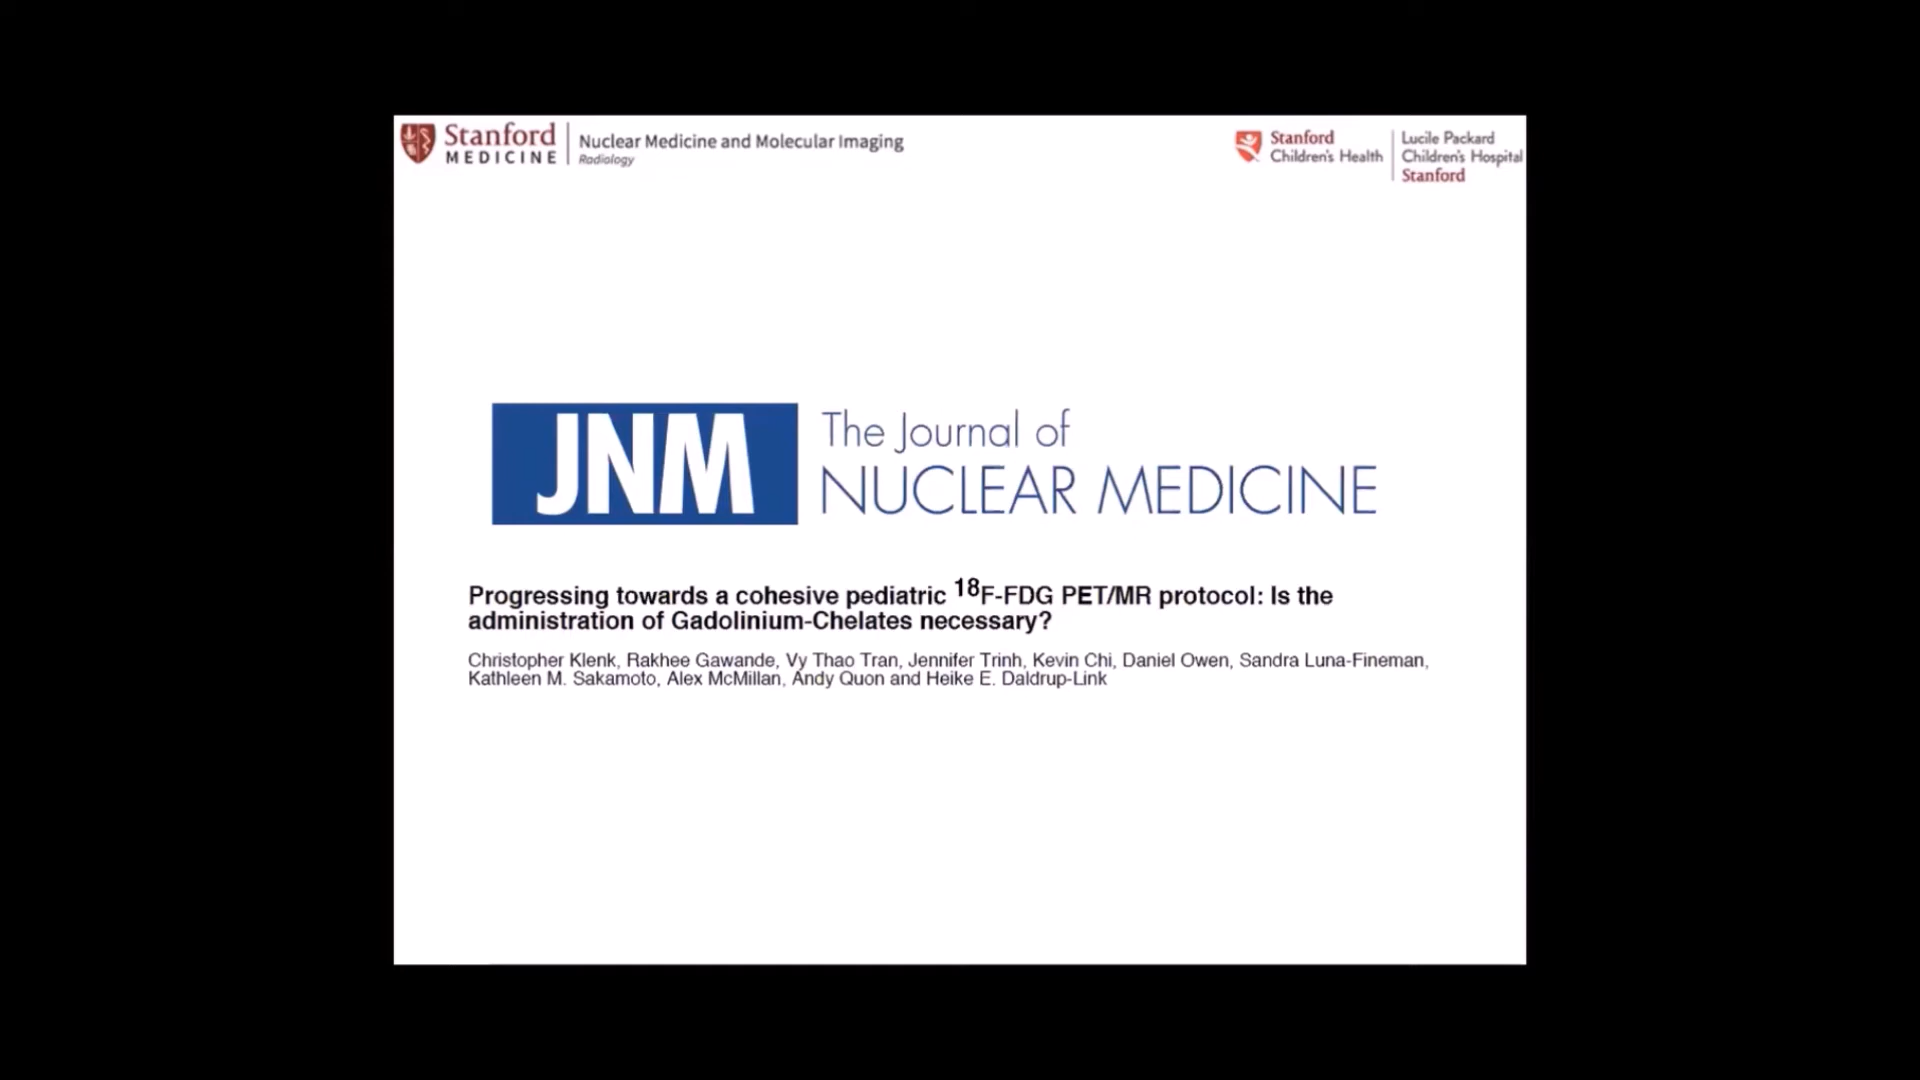 Stanford MEDICINE
Nuclear Medicine and Molecular Imaging
Radiology
Stanford Children's Health
Lucile Packard Children's Hospital Stanford
JNM
The Journal of
NUCLEAR MEDICINE
Progressing towards a cohesive pediatric 18F-FDG PET/MR protocol: Is the
administration of Gadolinium-Chelates necessary?
Christopher Klenk, Rakhee Gawande, Vy Thao Tran, Jennifer Trinh, Kevin Chi, Daniel Owen, Sandra Luna-Fineman,
Kathleen M. Sakamoto, Alex McMillan, Andy Quon and Heike E. Daldrup-Link